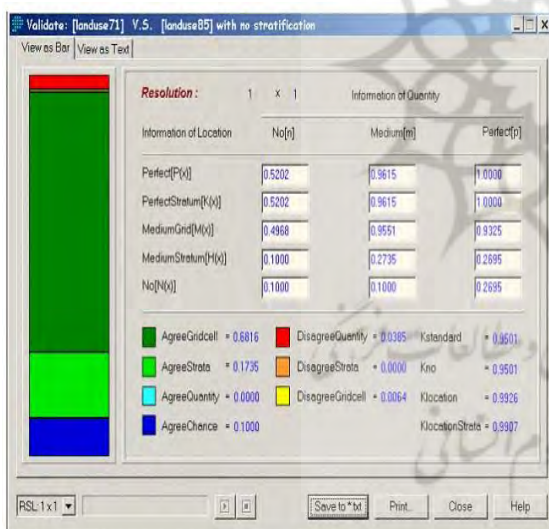 Validate: [landuse71] V.S. [landuse85] with no stratification
View as Bar View as Text
Resolution : 1 x 1 Information of Quantity
Information of Location No[n] Medium[m] Perfect[p]
Perfect[P(x)] 0.5202 0.9615 1.0000
PerfectStratum[K(x)] 0.5202 0.9615 1.0000
MediumGrid[M(x)] 0.4968 0.9551 0.9325
MediumStratum[H(x)] 0.1000 0.2735 0.2695
No[N(x)] 0.1000 0.1000 0.2695
AgreeGridcell = 0.6816 DisagreeQuantity = 0.0385 Kstandard = 0.9501
AgreeStrata = 0.1735 DisagreeStrata = 0.0000 Kno = 0.9501
AgreeQuantity = 0.0000 DisagreeGridcell = 0.0064 Klocation = 0.9926
AgreeChance = 0.1000 KlocationStrata = 0.9907
RSL: 1 x 1 Save to *.txt Print... Close Help